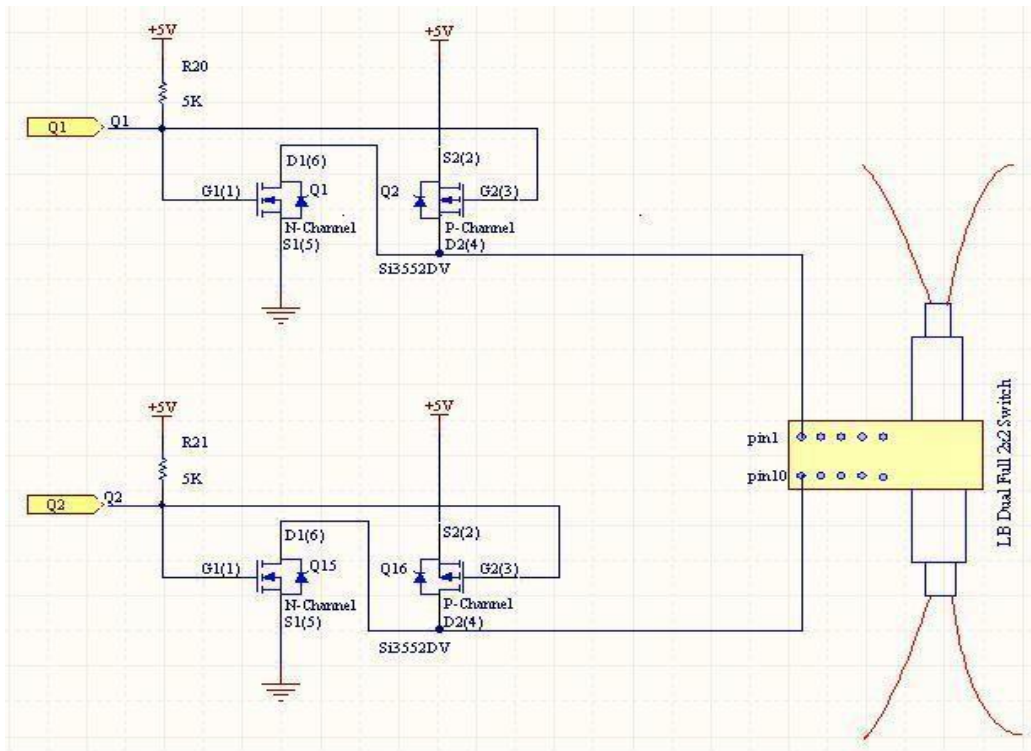 +5V
+5V
R20
5K
Q1
Q1
D1(6)
S2(2)
G1(1)
Q1
Q2
G2(3)
N-Channel
P-Channel
S1(5)
D2(4)
Si3552DV
+5V
+5V
R21
5K
Q2
Q2
D1(6)
S2(2)
G1(1)
Q15
Q16
G2(3)
N-Channel
P-Channel
S1(5)
D2(4)
Si3552DV
pin1
pin10
LB Dual Full 2x2 Switch